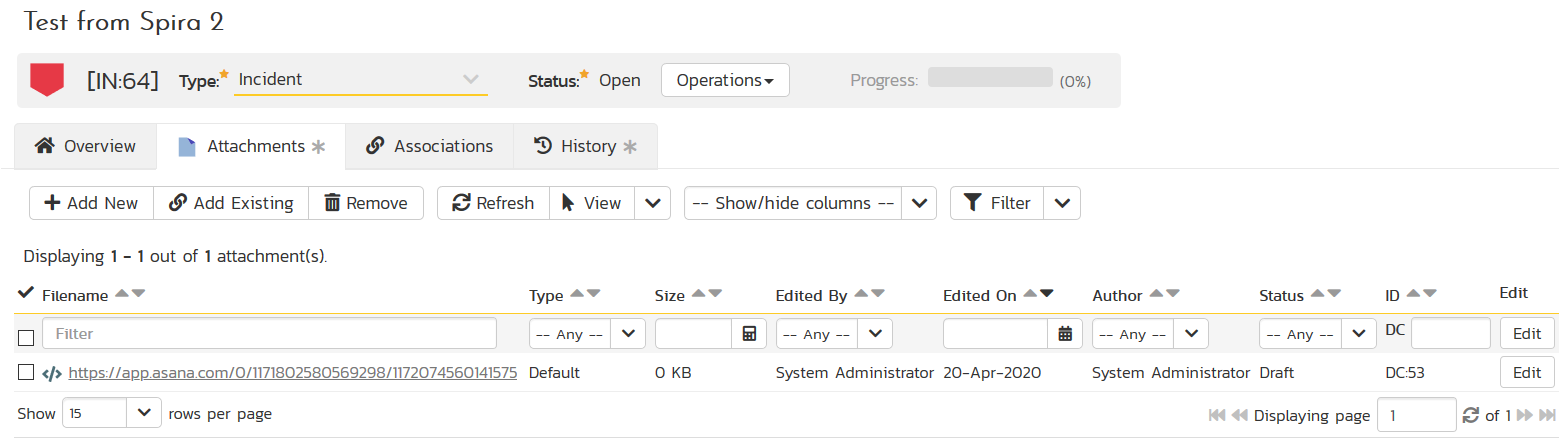 Test from Spira 2
[IN:64] Type: Incident Status: Open Operations Progress: (0%)
Overview Attachments Associations History
Add New Add Existing Remove Refresh View -- Show/hide columns -- Filter
Displaying 1 - 1 out of 1 attachment(s).
Filename Type Size Edited By Edited On Author Status ID Edit
Filter -- Any -- -- Any -- -- Any -- -- Any -- DC Edit
https://app.asana.com/0/1171802580569298/1172074560141575 Default 0 KB System Administrator 20-Apr-2020 System Administrator Draft DC:53 Edit
Show 15 rows per page Displaying page 1 of 1